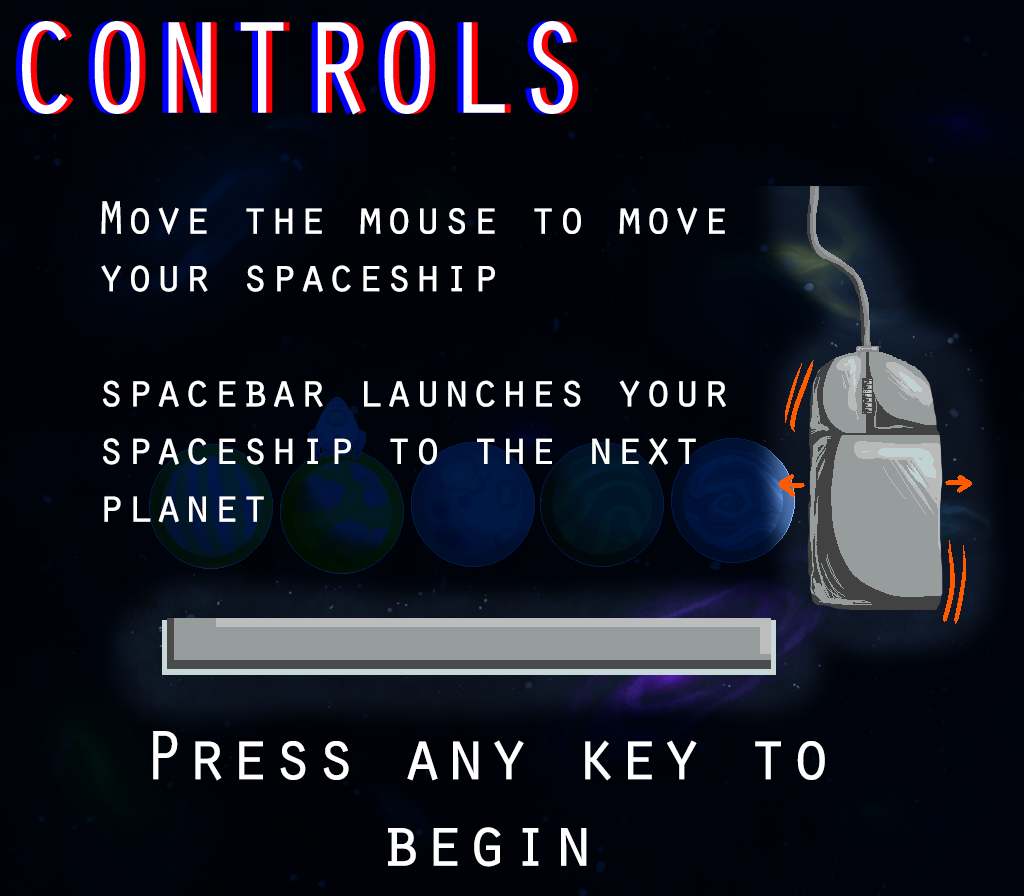 CONTROLS
MOVE THE MOUSE TO MOVE
YOUR SPACESHIP
SPACEBAR LAUNCHES YOUR
SPACESHIP TO THE NEXT
PLANET
PRESS ANY KEY TO
BEGIN